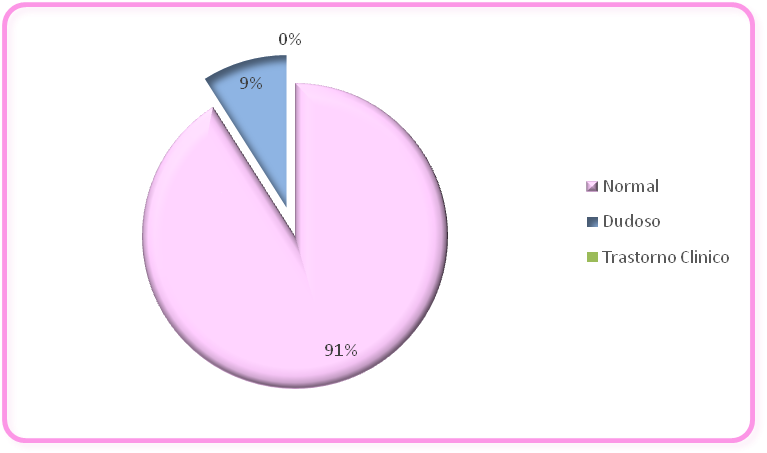 0%
9%
91%
Normal
Dudoso
Trastorno Clinico